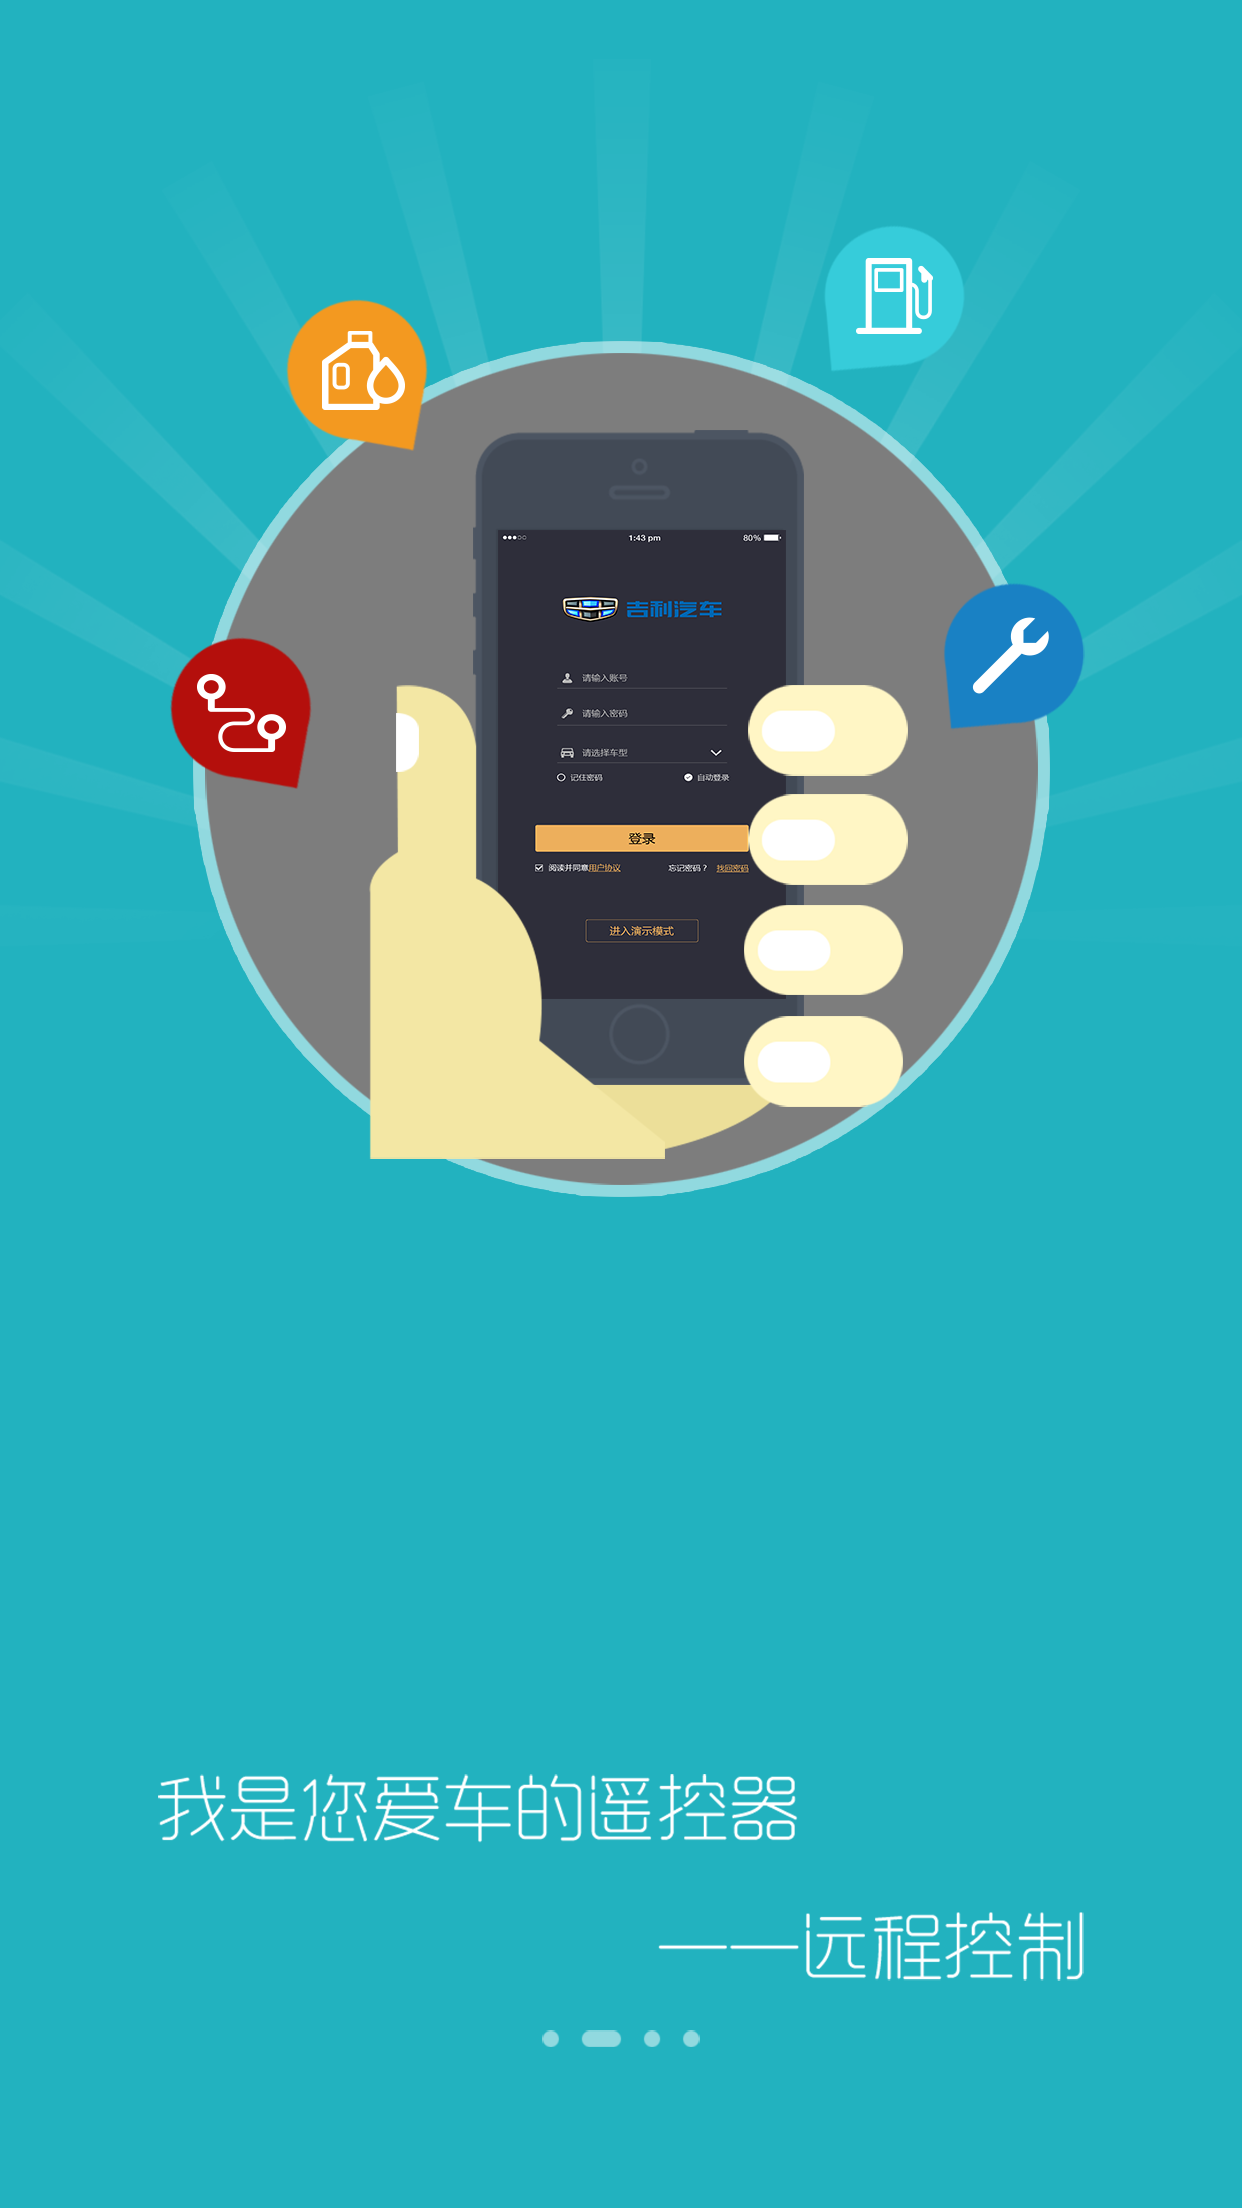 1:43 pm 80%
吉利汽车
请输入账号
请输入密码
请选择车型
记住密码 自动登录
登录
阅读并同意用户协议 忘记密码？ 找回密码
进入演示模式
我是您爱车的遥控器
——远程控制